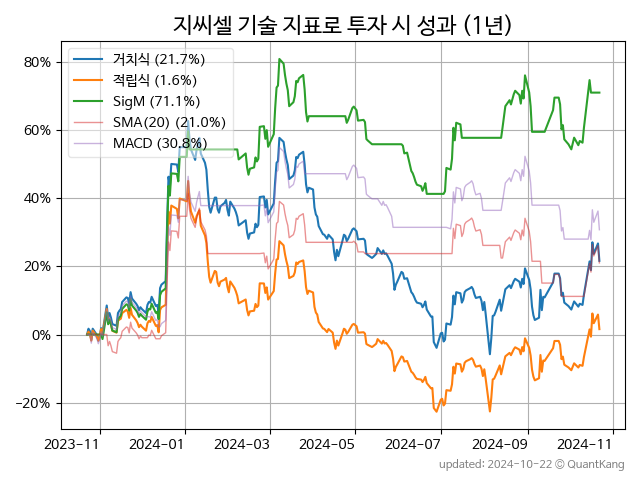 지씨셀 기술 지표로 투자 시 성과 (1년)
거치식 (21.7%)
적립식 (1.6%)
SigM (71.1%)
SMA(20) (21.0%)
MACD (30.8%)
80%
60%
40%
20%
0%
−20%
2023-11
2024-01
2024-03
2024-05
2024-07
2024-09
2024-11
updated: 2024-10-22 © QuantKang